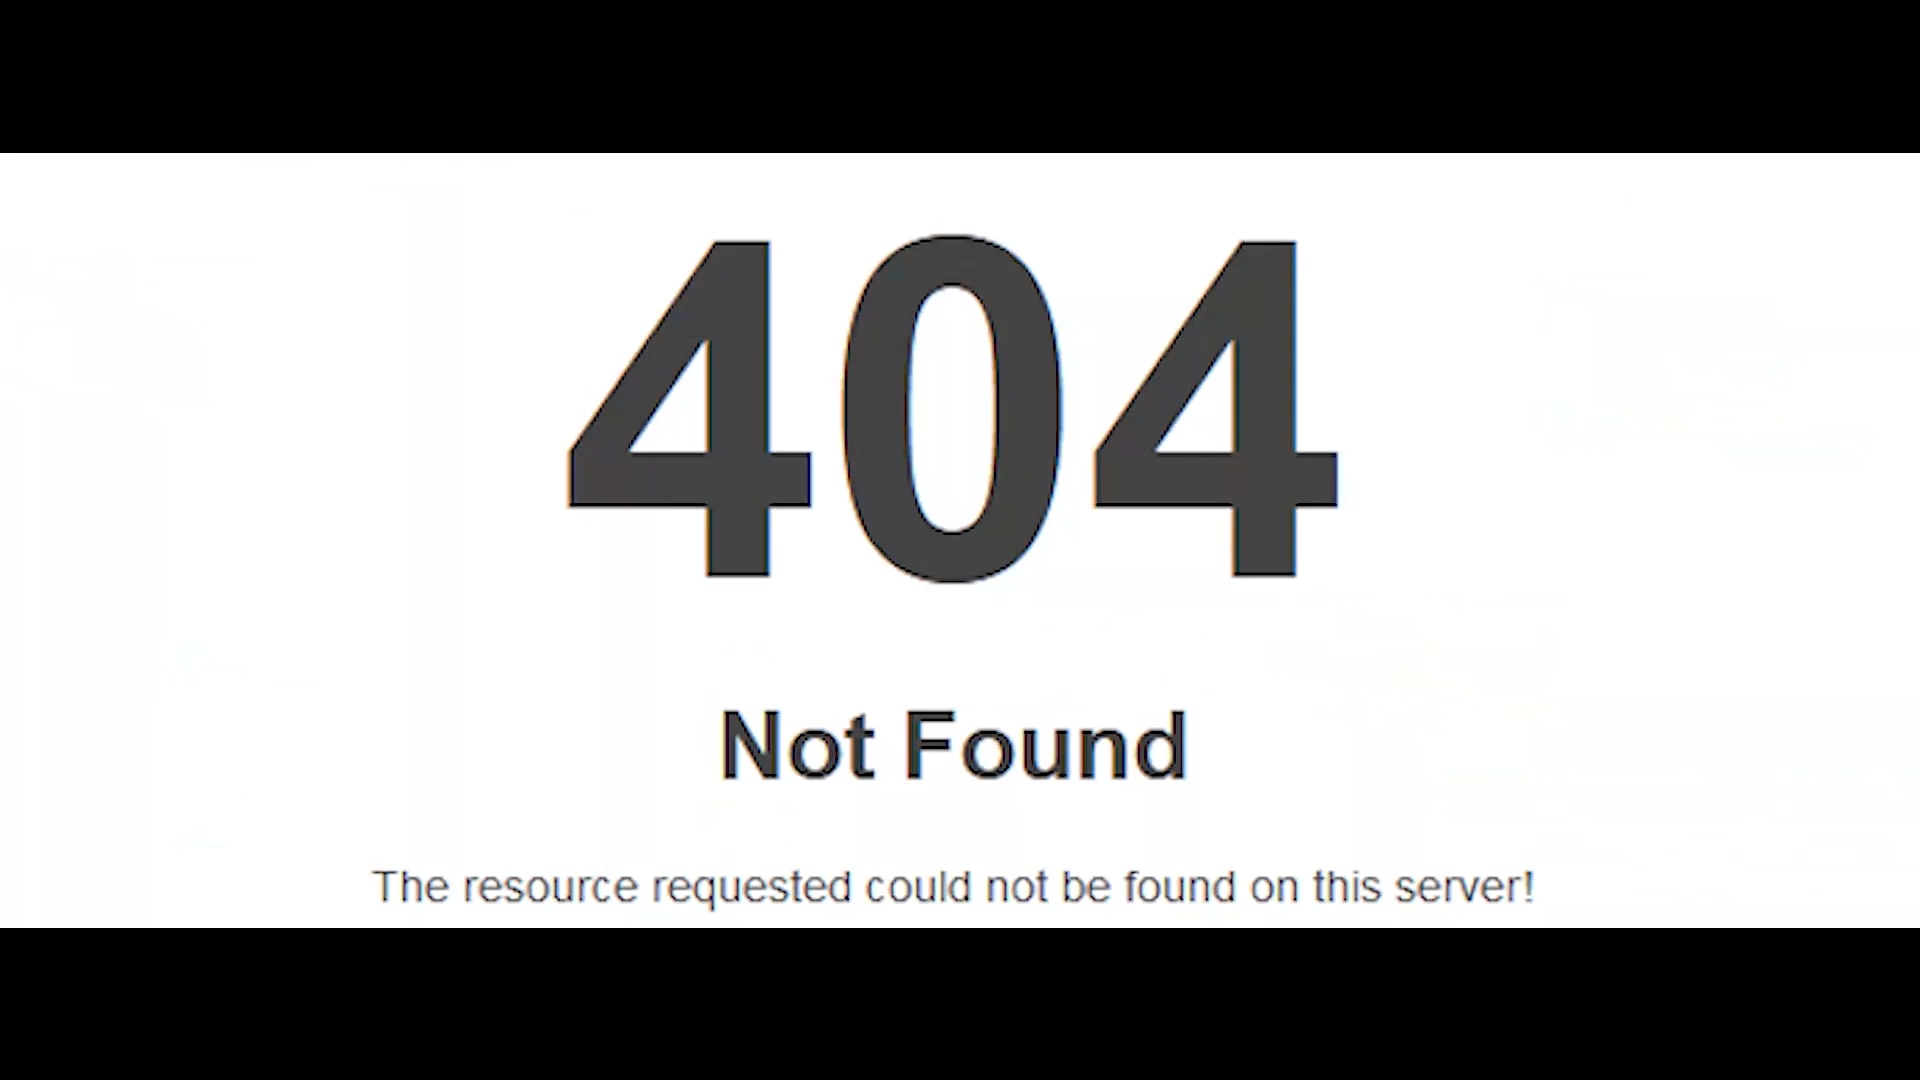 404
Not Found
The resource requested could not be found on this server!